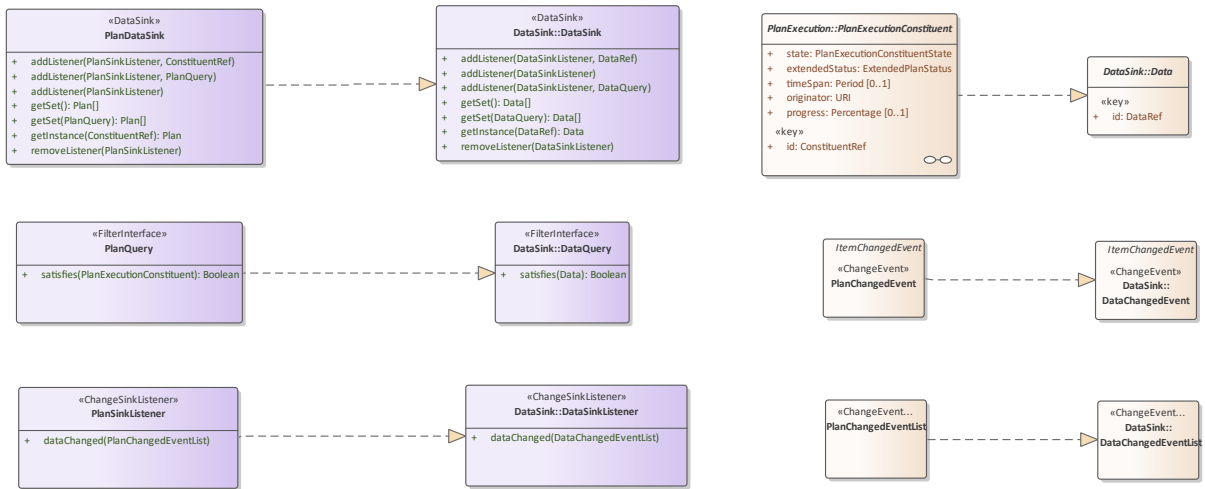 «DataSink»
PlanDataSink
+ addListener(PlanSinkListener, ConstituentRef)
+ addListener(PlanSinkListener, PlanQuery)
+ addListener(PlanSinkListener)
+ getSet(): Plan[]
+ getSet(PlanQuery): Plan[]
+ getInstance(ConstituentRef): Plan
+ removeListener(PlanSinkListener)
«DataSink»
DataSink::DataSink
+ addListener(DataSinkListener, DataRef)
+ addListener(DataSinkListener)
+ addListener(DataSinkListener, DataQuery)
+ getSet(): Data[]
+ getSet(DataQuery): Data[]
+ getInstance(DataRef): Data
+ removeListener(DataSinkListener)
PlanExecution::PlanExecutionConstituent
+ state: PlanExecutionConstituentState
+ extendedStatus: ExtendedPlanStatus
+ timeSpan: Period [0..1]
+ originator: URI
+ progress: Percentage [0..1]
«key»
+ id: ConstituentRef
DataSink::Data
«key»
+ id: DataRef
«FilterInterface»
PlanQuery
+ satisfies(PlanExecutionConstituent): Boolean
«FilterInterface»
DataSink::DataQuery
+ satisfies(Data): Boolean
ItemChangedEvent
«ChangeEvent»
PlanChangedEvent
ItemChangedEvent
«ChangeEvent»
DataSink::
DataChangedEvent
«ChangeSinkListener»
PlanSinkListener
+ dataChanged(PlanChangedEventList)
«ChangeSinkListener»
DataSink::DataSinkListener
+ dataChanged(DataChangedEventList)
«ChangeEvent...
PlanChangedEventList
«ChangeEvent...
DataSink::
DataChangedEventList